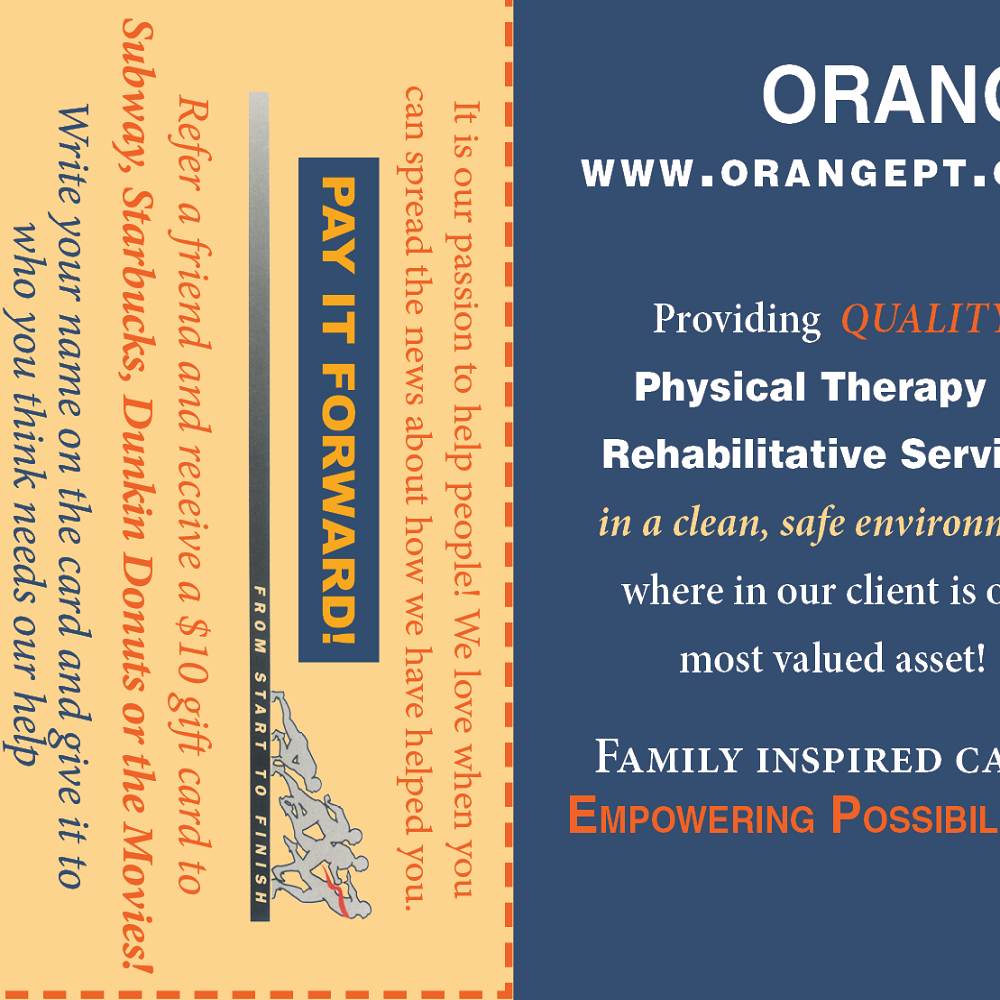 It is our passion to help people! We love when you
can spread the news about how we have helped you.
PAY IT FORWARD!
FROM START TO FINISH
Refer a friend and receive a $10 gift card to
Subway, Starbucks, Dunkin Donuts or the Movies!
Write your name on the card and give it to
who you think needs our help
ORANG
WWW.ORANGEPT.
Providing QUALITY
Physical Therapy
Rehabilitative Servi
in a clean, safe environm
where in our client is o
most valued asset!
FAMILY INSPIRED CA
EMPOWERING POSSIBIL